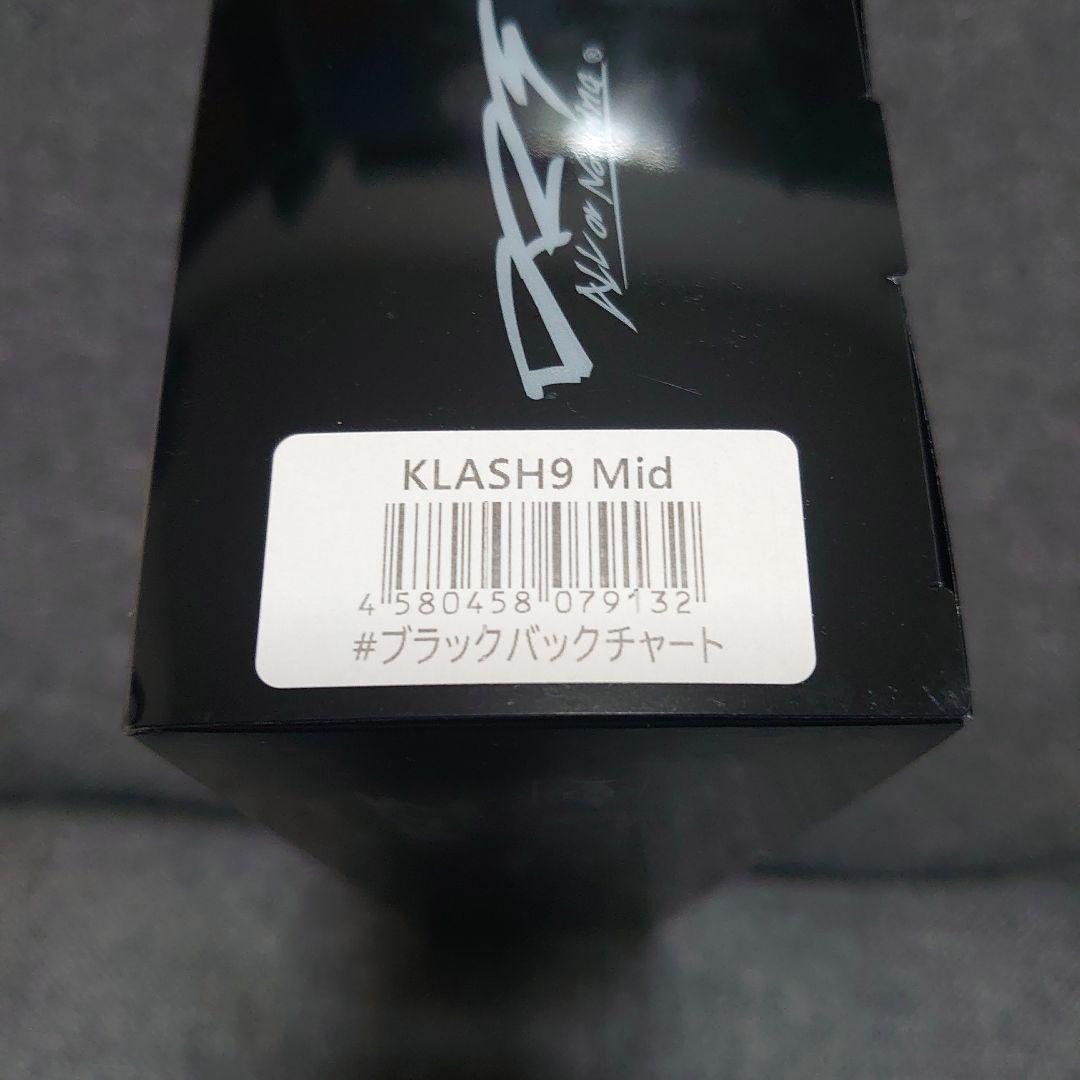 DRT
All or Nothing ®
KLASH9 Mid
4 580458 079132
#ブラックバックチャート